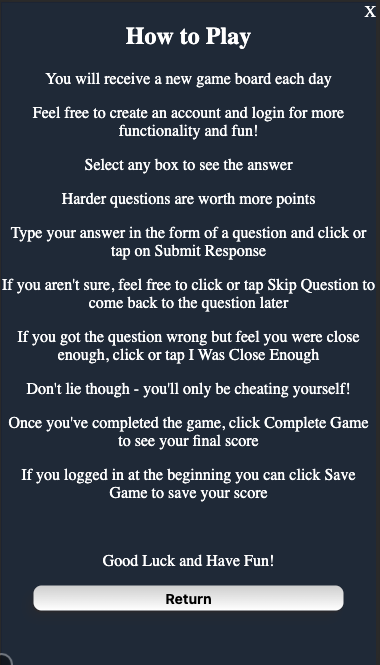 X
How to Play
You will receive a new game board each day
Feel free to create an account and login for more
functionality and fun!
Select any box to see the answer
Harder questions are worth more points
Type your answer in the form of a question and click or
tap on Submit Response
If you aren't sure, feel free to click or tap Skip Question to
come back to the question later
If you got the question wrong but feel you were close
enough, click or tap I Was Close Enough
Don't lie though - you'll only be cheating yourself!
Once you've completed the game, click Complete Game
to see your final score
If you logged in at the beginning you can click Save
Game to save your score
Good Luck and Have Fun!
Return